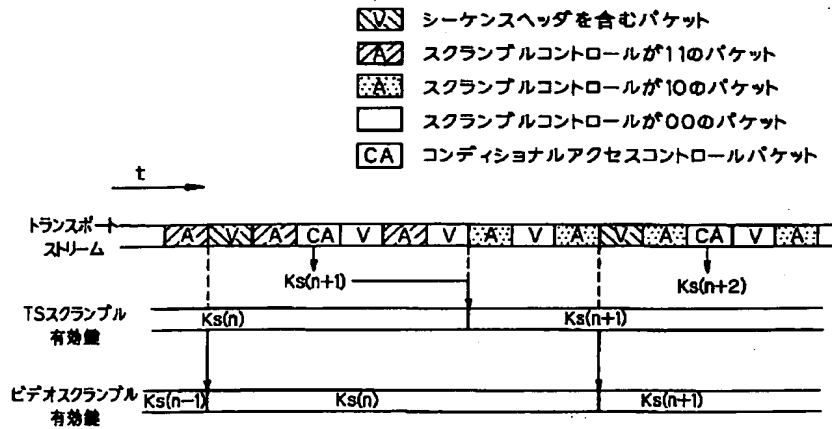 V シーケンスヘッダを含むパケット
A スクランブルコントロールが11のパケット
A スクランブルコントロールが10のパケット
スクランブルコントロールが00のパケット
CA コンディショナルアクセスコントロールパケット
t
トランスポート
ストリーム
A V A CA V A V A V A V A CA V A
Ks(n+1)
Ks(n+2)
TSスクランブル
有効鍵
Ks(n)
Ks(n+1)
ビデオスクランブル
有効鍵
Ks(n-1)
Ks(n)
Ks(n+1)